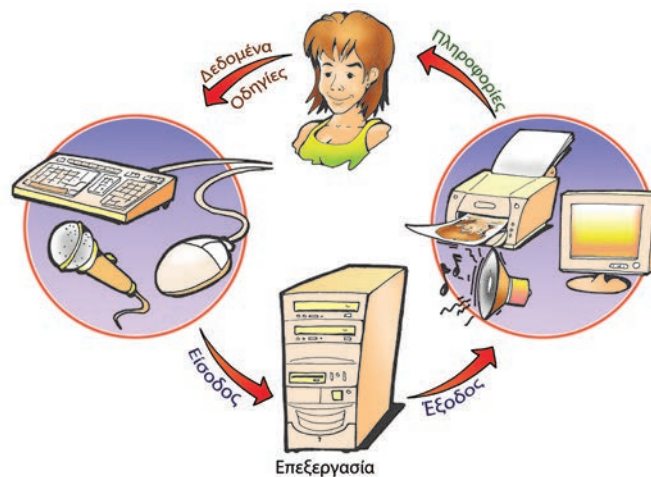 Δεδομένα
Οδηγίες
Πληροφορίες
Είσοδος
Έξοδος
Επεξεργασία